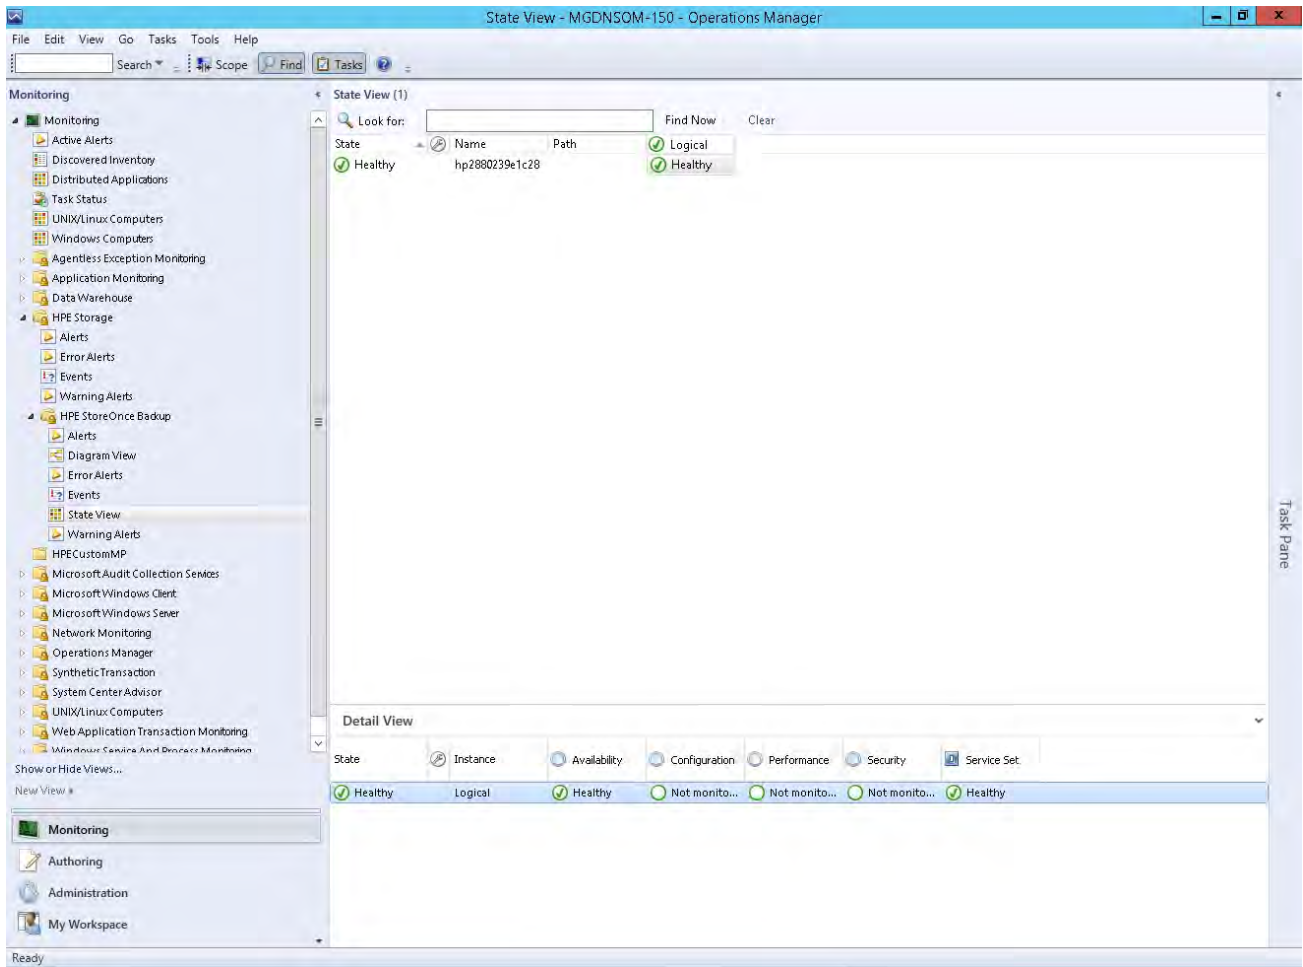 State View - MGDNSOM-150 - Operations Manager
File Edit View Go Tasks Tools Help
Search Scope Find Tasks
Monitoring
Monitoring
Active Alerts
Discovered Inventory
Distributed Applications
Task Status
UNIX/Linux Computers
Windows Computers
Agentless Exception Monitoring
Application Monitoring
Data Warehouse
HPE Storage
Alerts
Error Alerts
Events
Warning Alerts
HPE StoreOnce Backup
Alerts
Diagram View
Error Alerts
Events
State View
Warning Alerts
HPECustomMP
Microsoft Audit Collection Services
Microsoft Windows Client
Microsoft Windows Server
Network Monitoring
Operations Manager
Synthetic Transaction
System Center Advisor
UNIX/Linux Computers
Web Application Transaction Monitoring
Windows Service And Process Monitoring
Show or Hide Views...
New View
Monitoring
Authoring
Administration
My Workspace
State View (1)
Look for: Find Now Clear
State Name Path Logical
Healthy hp2880239e1c28 Healthy
Detail View
State Instance Availability Configuration Performance Security Service Set
Healthy Logical Healthy Not monito... Not monito... Not monito... Healthy
Task Pane
Ready